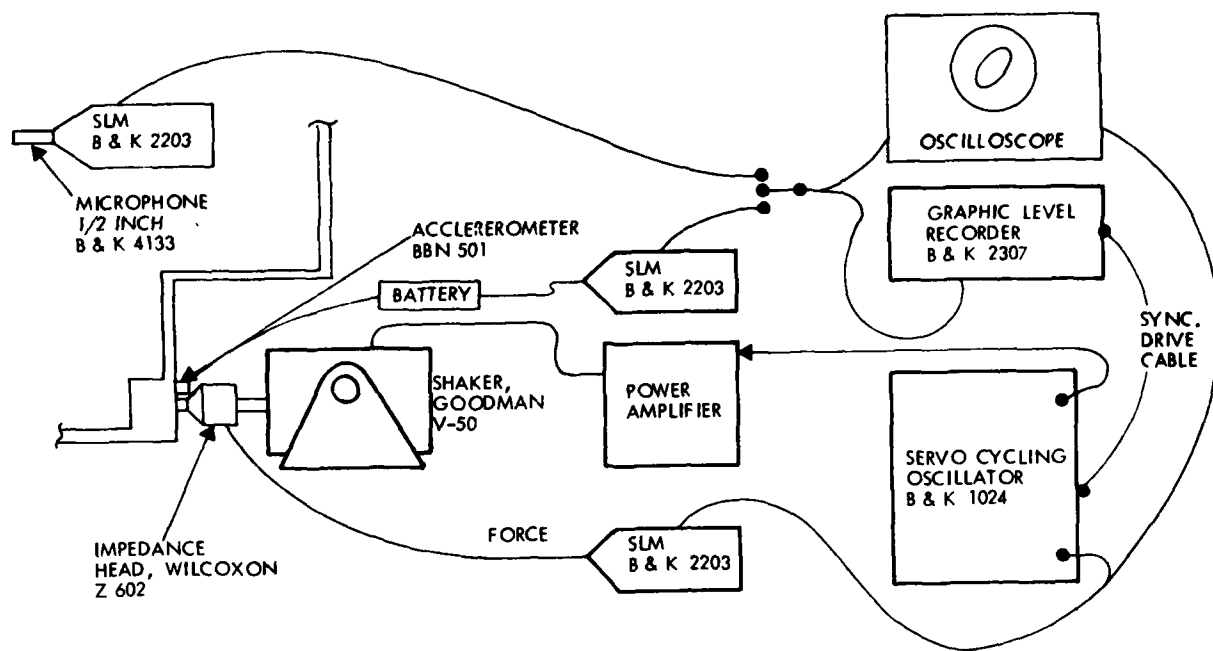 SLM
B & K 2203
MICROPHONE
1/2 INCH
B & K 4133
ACCLEREROMETER
BBN 501
BATTERY
SLM
B & K 2203
OSCILLOSCOPE
GRAPHIC LEVEL
RECORDER
B & K 2307
SYNC.
DRIVE
CABLE
SHAKER,
GOODMAN
V-50
POWER
AMPLIFIER
SERVO CYCLING
OSCILLATOR
B & K 1024
IMPEDANCE
HEAD, WILCOXON
Z 602
FORCE
SLM
B & K 2203